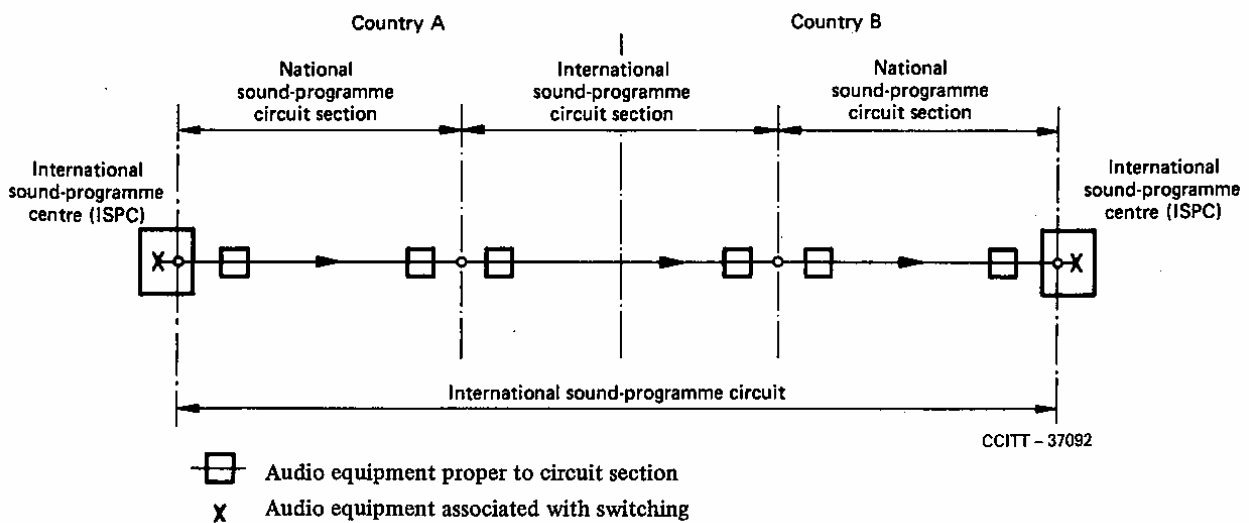 Country A
Country B
National
sound-programme
circuit section
International
sound-programme
circuit section
National
sound-programme
circuit section
International
sound-programme
centre (ISPC)
International
sound-programme
centre (ISPC)
X
X
International sound-programme circuit
CCITT – 37092
Audio equipment proper to circuit section
X Audio equipment associated with switching